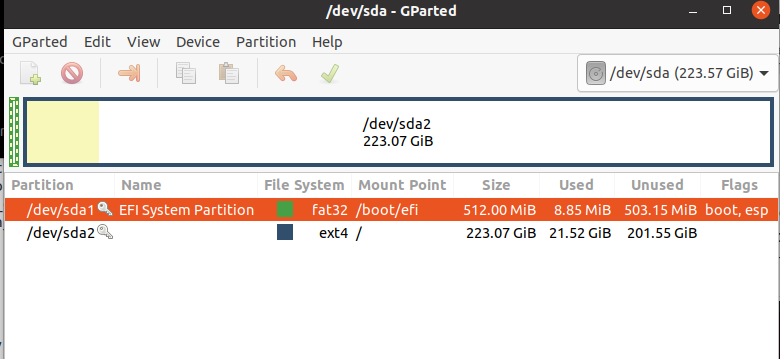 /dev/sda - GParted
GParted Edit View Device Partition Help
/dev/sda (223.57 GiB)
/dev/sda2
223.07 GiB
Partition Name File System Mount Point Size Used Unused Flags
/dev/sda1 EFI System Partition fat32 /boot/efi 512.00 MiB 8.85 MiB 503.15 MiB boot, esp
/dev/sda2 ext4 / 223.07 GiB 21.52 GiB 201.55 GiB